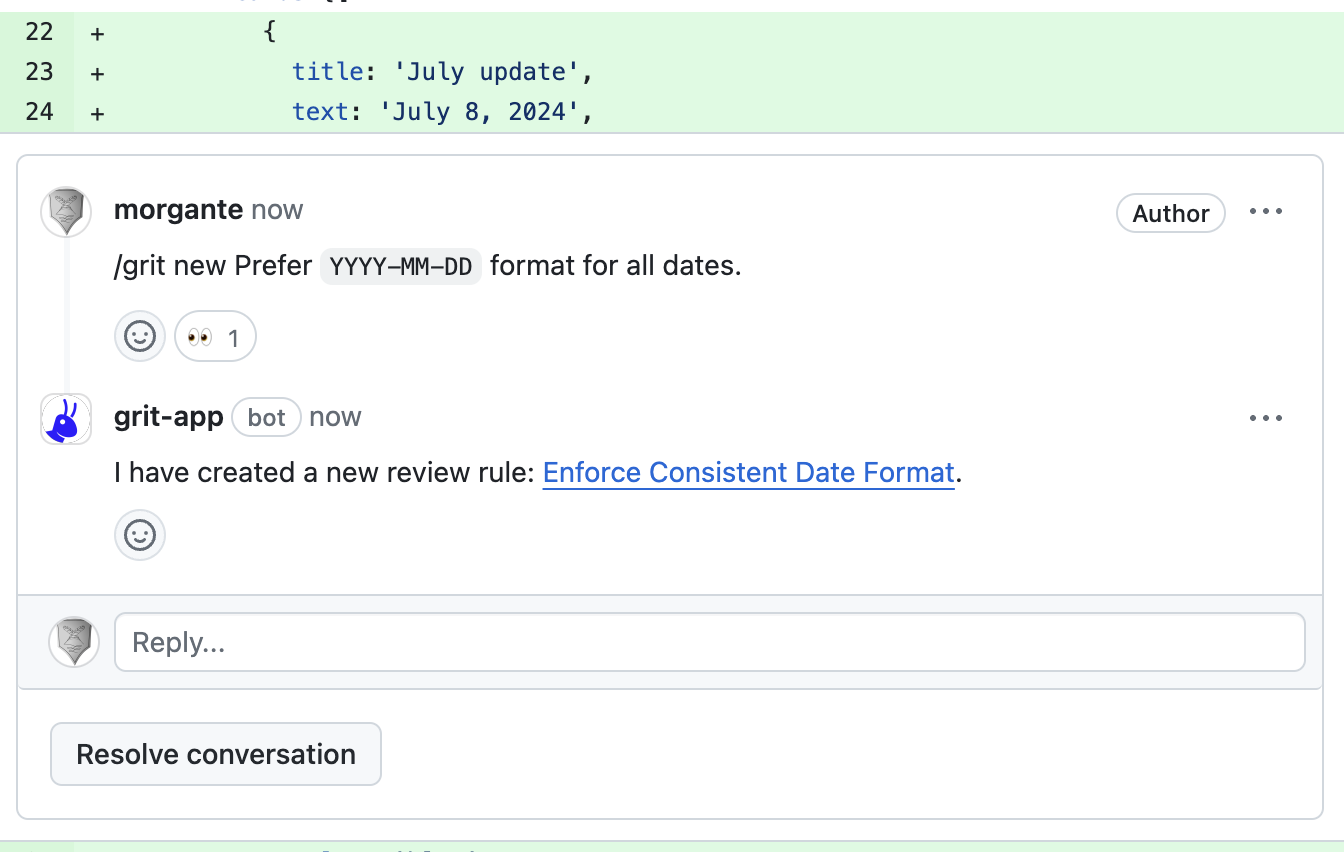 22 + {
23 + title: 'July update',
24 + text: 'July 8, 2024',
morgante now
Author
/grit new Prefer YYYY-MM-DD format for all dates.
👀 1
grit-app bot now
I have created a new review rule: Enforce Consistent Date Format.
Reply...
Resolve conversation